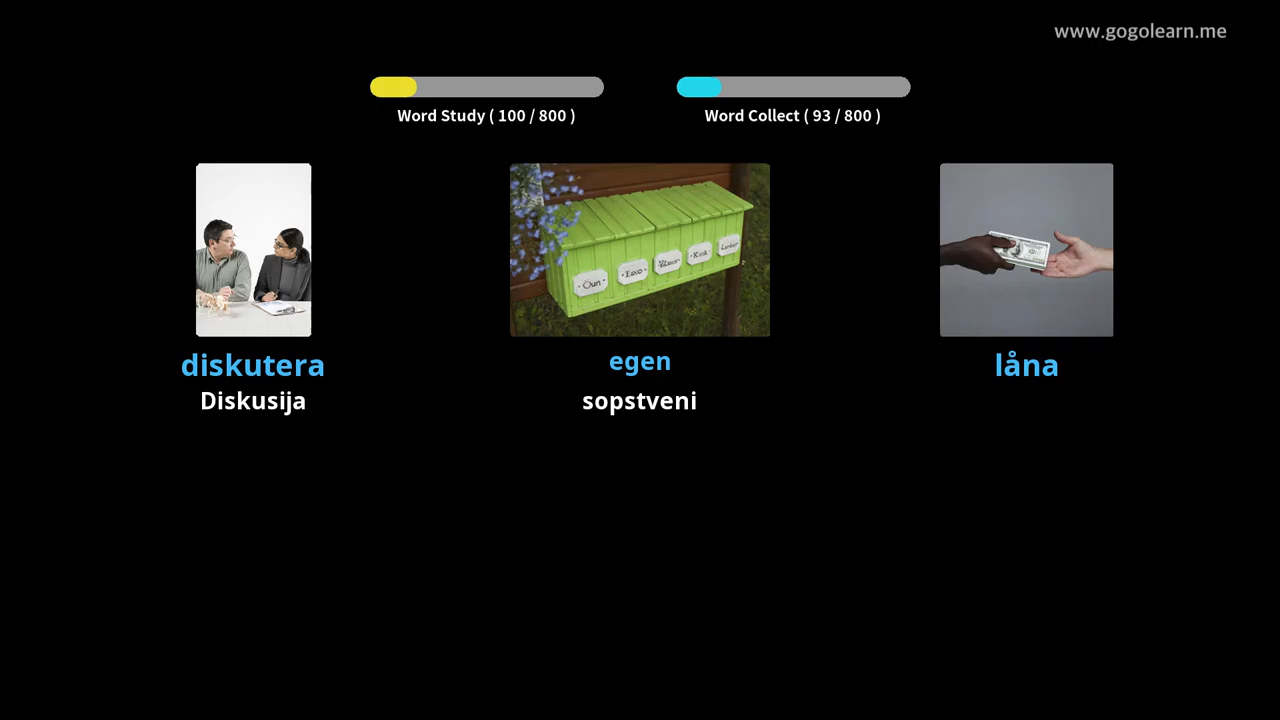 www.gogolearn.me
Word Study ( 100 / 800 )
Word Collect ( 93 / 800 )
diskutera
Diskusija
egen
sopstveni
låna